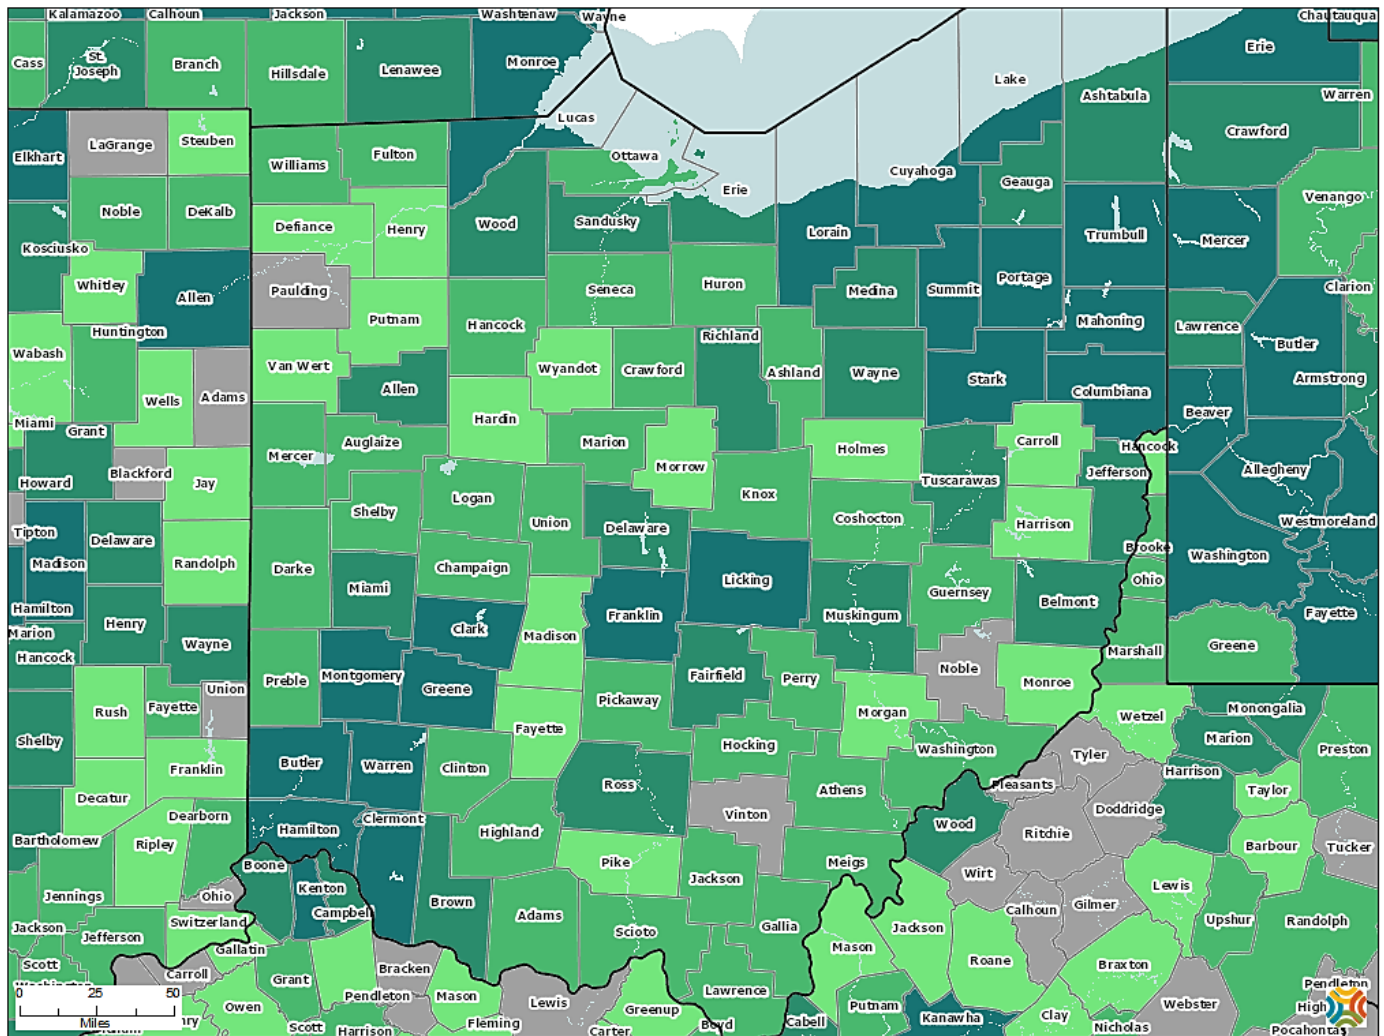 Kalamazoo
Calhoun
Jackson
Washtenaw
Wayne
Chautauqua
Cass
St.
Joseph
Branch
Hillsdale
Lenawee
Monroe
Erie
Lake
Ashtabula
Warren
Crawford
Lucas
Elkhart
LaGrange
Steuben
Williams
Fulton
Ottawa
Erie
Cuyahoga
Geauga
Venango
Noble
DeKalb
Defiance
Henry
Wood
Sandusky
Lorain
Trumbull
Mercer
Kosciusko
Whitley
Allen
Paulding
Putnam
Seneca
Huron
Medina
Summit
Portage
Clarion
Huntington
Hancock
Richland
Mahoning
Lawrence
Butler
Wabash
Van Wert
Wyandot
Crawford
Ashland
Wayne
Stark
Columbiana
Armstrong
Wells
Adams
Allen
Beaver
Miami
Grant
Hardin
Auglaize
Marion
Holmes
Carroll
Hancock
Mercer
Morrow
Jefferson
Allegheny
Howard
Blackford
Jay
Logan
Knox
Tuscarawas
Shelby
Union
Delaware
Coshocton
Harrison
Westmoreland
Tipton
Delaware
Brooke
Washington
Madison
Randolph
Darke
Miami
Champaign
Licking
Guernsey
Ohio
Belmont
Hamilton
Henry
Clark
Franklin
Muskingum
Fayette
Marion
Wayne
Madison
Greene
Hancock
Marshall
Preble
Montgomery
Greene
Fairfield
Perry
Noble
Monroe
Union
Rush
Fayette
Fayette
Pickaway
Morgan
Wetzel
Monongalia
Shelby
Hocking
Washington
Marion
Preston
Franklin
Butler
Warren
Clinton
Tyler
Harrison
Decatur
Ross
Athens
Pleasants
Taylor
Dearborn
Clermont
Vinton
Doddridge
Bartholomew
Ripley
Hamilton
Highland
Wood
Ritchie
Barbour
Tucker
Boone
Pike
Meigs
Jennings
Ohio
Kenton
Jackson
Wirt
Lewis
Campbell
Brown
Adams
Calhoun
Gilmer
Jackson
Jefferson
Switzerland
Scioto
Gallia
Jackson
Upshur
Randolph
Gallatin
Mason
Scott
Carroll
Grant
Bracken
Roane
Braxton
Pendleton
Washington
Pendleton
Mason
Lewis
Lawrence
Owen
Greenup
Putnam
Webster
High
0
25
50
Miles
Scott
Harrison
Fleming
Carter
Boyd
Cabell
Kanawha
Clay
Nicholas
Pocahontas